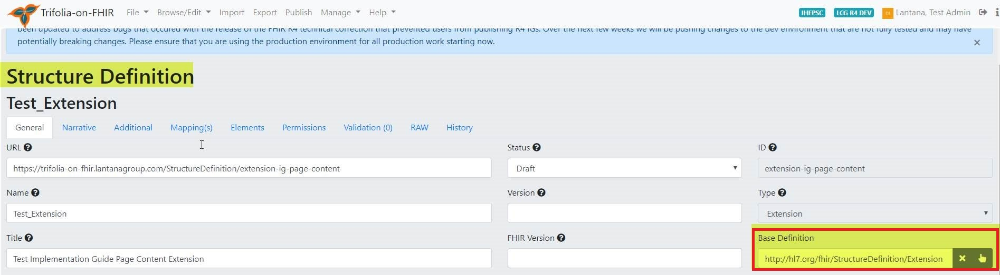 Trifolia-on-FHIR File Browse/Edit Import Export Publish Manage Help IHEPSC LCG R4 DEV D1 Lantana, Test Admin
been updated to address bugs that occured with the release of the FHIR R4 technical correction that prevented users from publishing R4 IGs. Over the next few weeks we will be pushing changes to the dev environment that are not fully tested and may have
potentially breaking changes. Please ensure that you are using the production environment for all production work starting now.
Structure Definition
Test_Extension
General Narrative Additional Mapping(s) Elements Permissions Validation (0) RAW History
URL Status ID
https://trifolia-on-fhir.lantanagroup.com/StructureDefinition/extension-ig-page-content Draft extension-ig-page-content
Name Version Type
Test_Extension Extension
Title FHIR Version Base Definition
Test Implementation Guide Page Content Extension http://hl7.org/fhir/StructureDefinition/Extension